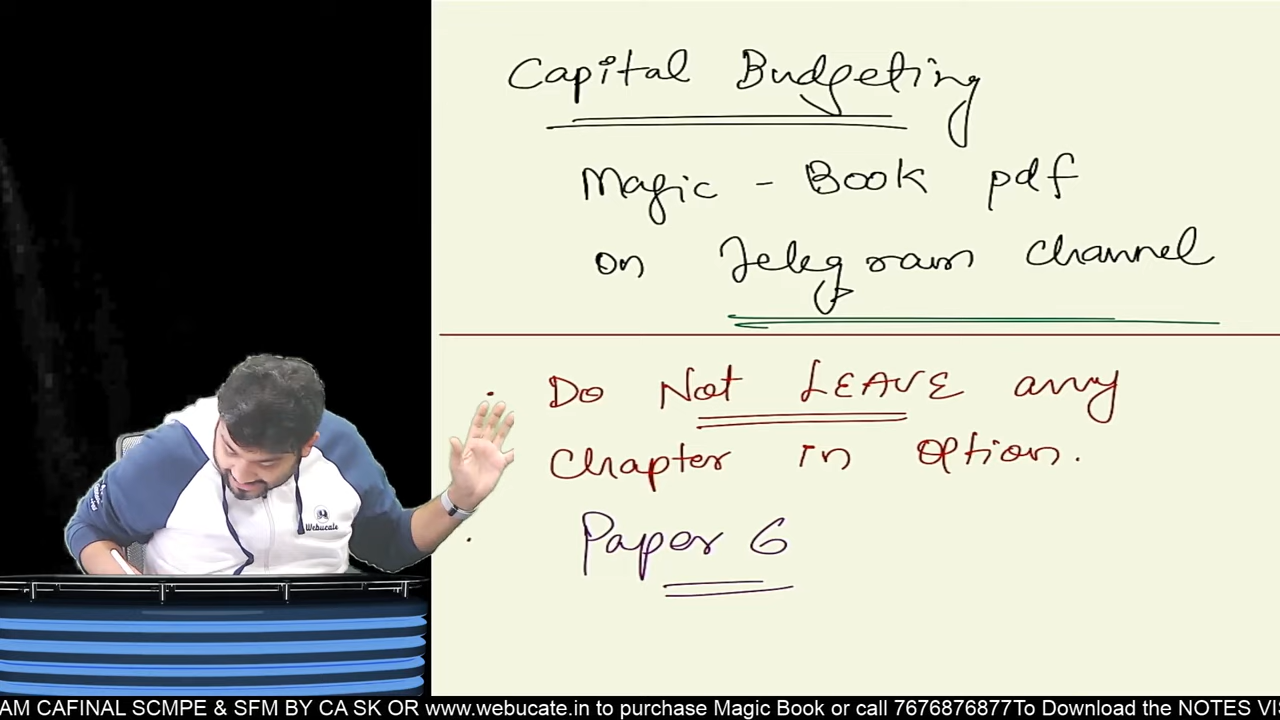 Capital Budgeting
Magic - Book pdf
on Telegram channel
Do Not LEAVE any
Chapter in Option.
Paper 6
Webucate
AM CAFINAL SCMPE & SFM BY CA SK OR www.webucate.in to purchase Magic Book or call 7676876877To Download the NOTES VI